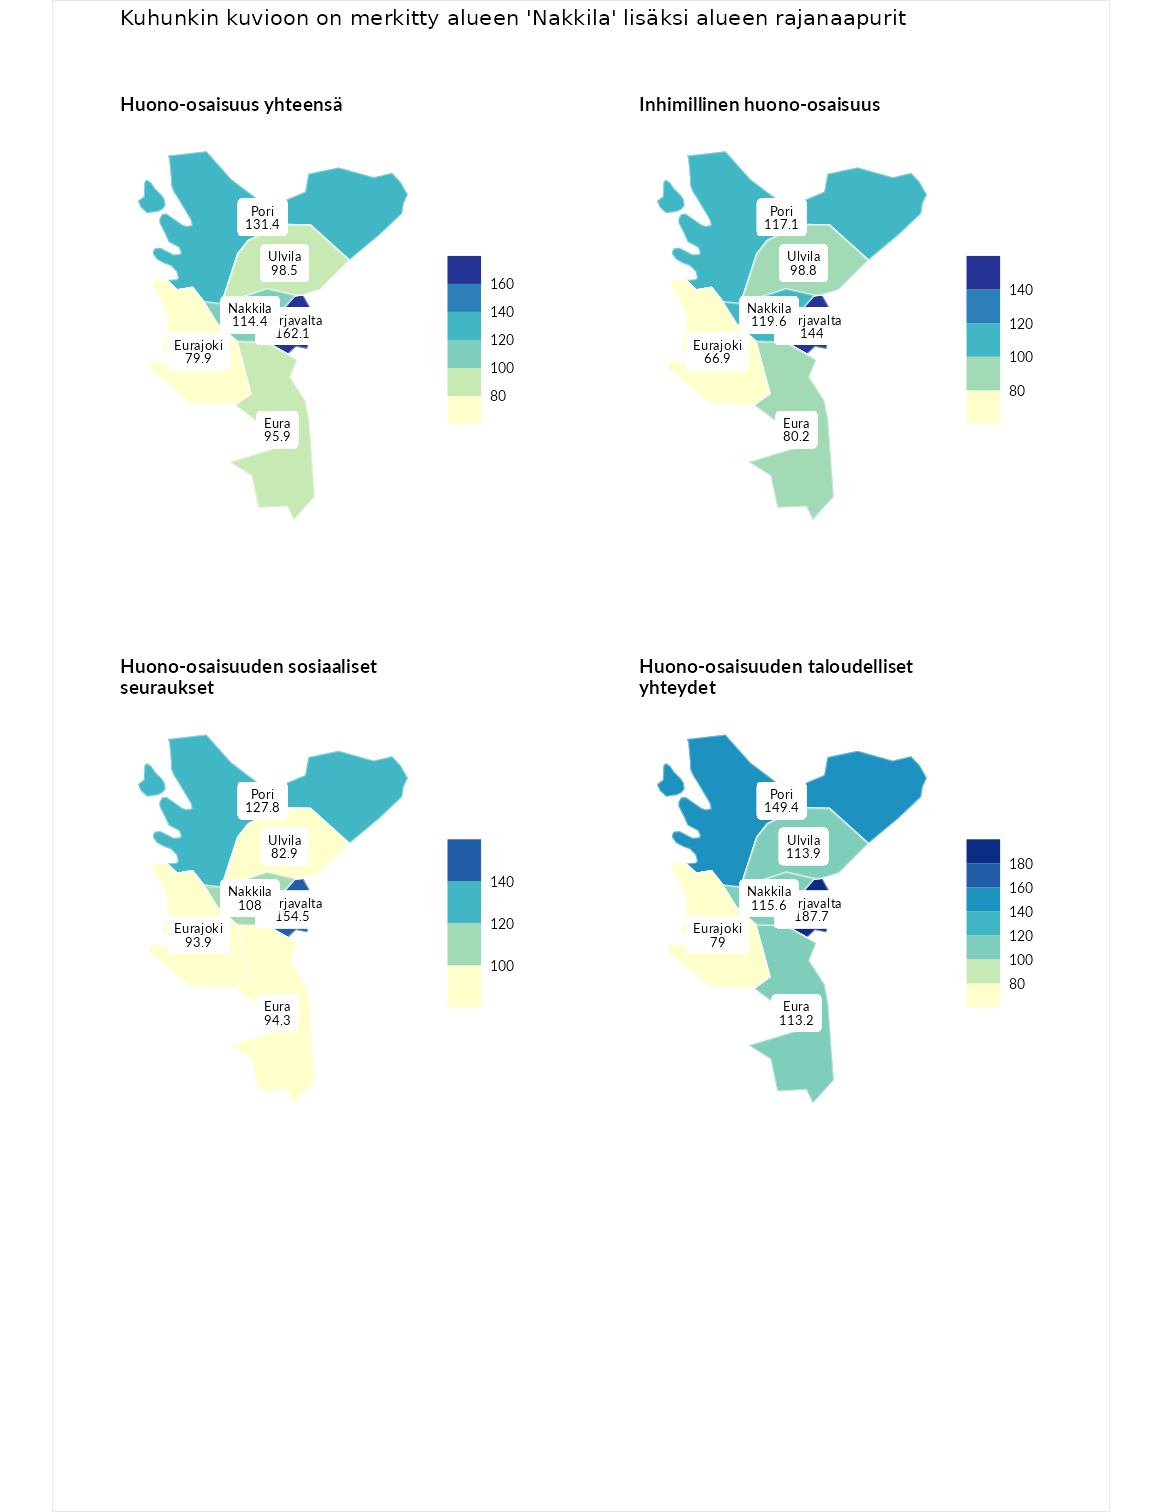 Kuhunkin kuvioon on merkitty alueen 'Nakkila' lisäksi alueen rajanaapurit
Huono-osaisuus yhteensä
Pori
131.4
Ulvila
98.5
Nakkila
114.4
rjavalta
162.1
Eurajoki
79.9
Eura
95.9
160
140
120
100
80
Inhimillinen huono-osaisuus
Pori
117.1
Ulvila
98.8
Nakkila
119.6
rjavalta
144
Eurajoki
66.9
Eura
80.2
140
120
100
80
Huono-osaisuuden sosiaaliset
seuraukset
Pori
127.8
Ulvila
82.9
Nakkila
108
rjavalta
154.5
Eurajoki
93.9
Eura
94.3
140
120
100
Huono-osaisuuden taloudelliset
yhteydet
Pori
149.4
Ulvila
113.9
Nakkila
115.6
rjavalta
187.7
Eurajoki
79
Eura
113.2
180
160
140
120
100
80